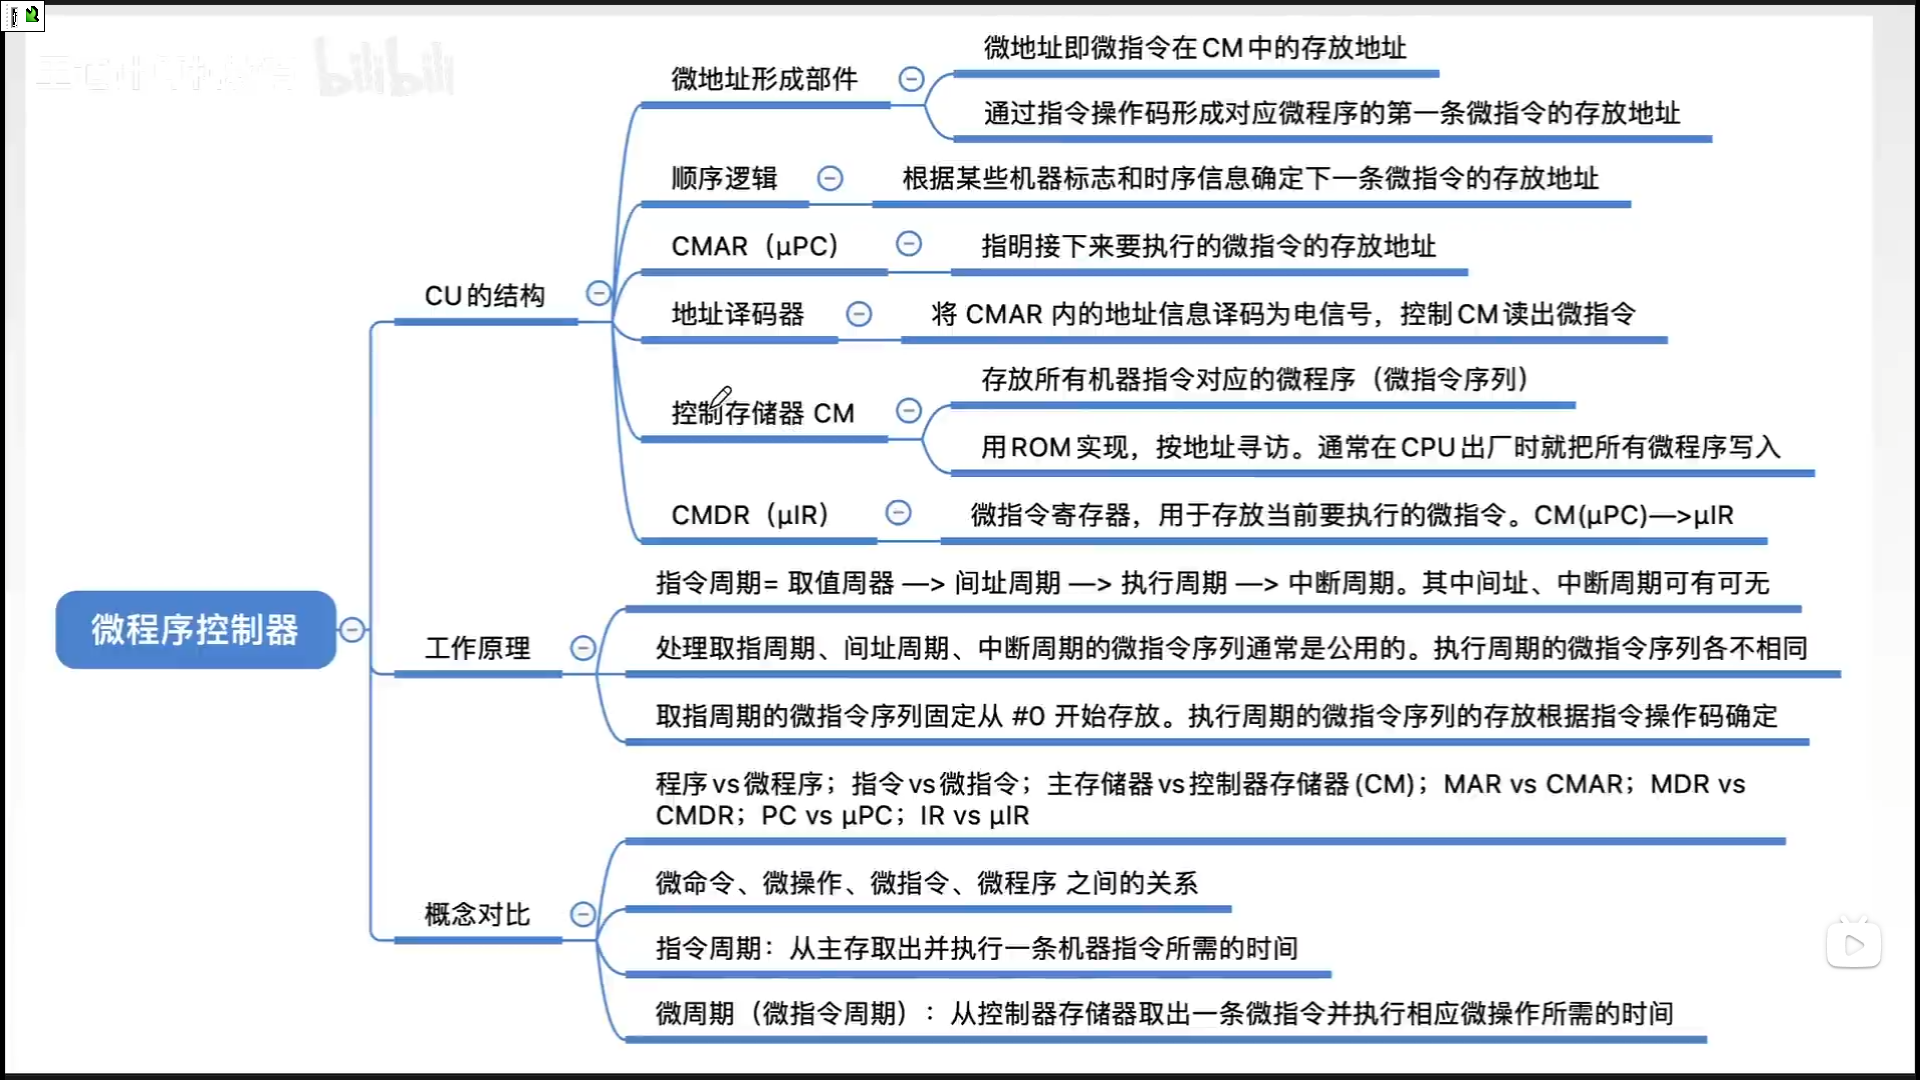 bilibili
微地址形成部件
微地址即微指令在CM中的存放地址
通过指令操作码形成对应微程序的第一条微指令的存放地址
顺序逻辑
根据某些机器标志和时序信息确定下一条微指令的存放地址
CMAR（μPC）
指明接下来要执行的微指令的存放地址
CU的结构
地址译码器
将 CMAR 内的地址信息译码为电信号，控制CM读出微指令
控制存储器 CM
存放所有机器指令对应的微程序（微指令序列）
用ROM实现，按地址寻访。通常在CPU出厂时就把所有微程序写入
CMDR（μIR）
微指令寄存器，用于存放当前要执行的微指令。CM(μPC)—>μIR
微程序控制器
工作原理
指令周期= 取值周器 —> 间址周期 —> 执行周期 —> 中断周期。其中间址、中断周期可有可无
处理取指周期、间址周期、中断周期的微指令序列通常是公用的。执行周期的微指令序列各不相同
取指周期的微指令序列固定从 #0 开始存放。执行周期的微指令序列的存放根据指令操作码确定
概念对比
程序vs微程序；指令vs微指令；主存储器vs控制器存储器(CM)；MAR vs CMAR；MDR vs
CMDR；PC vs μPC；IR vs μIR
微命令、微操作、微指令、微程序 之间的关系
指令周期：从主存取出并执行一条机器指令所需的时间
微周期（微指令周期）：从控制器存储器取出一条微指令并执行相应微操作所需的时间